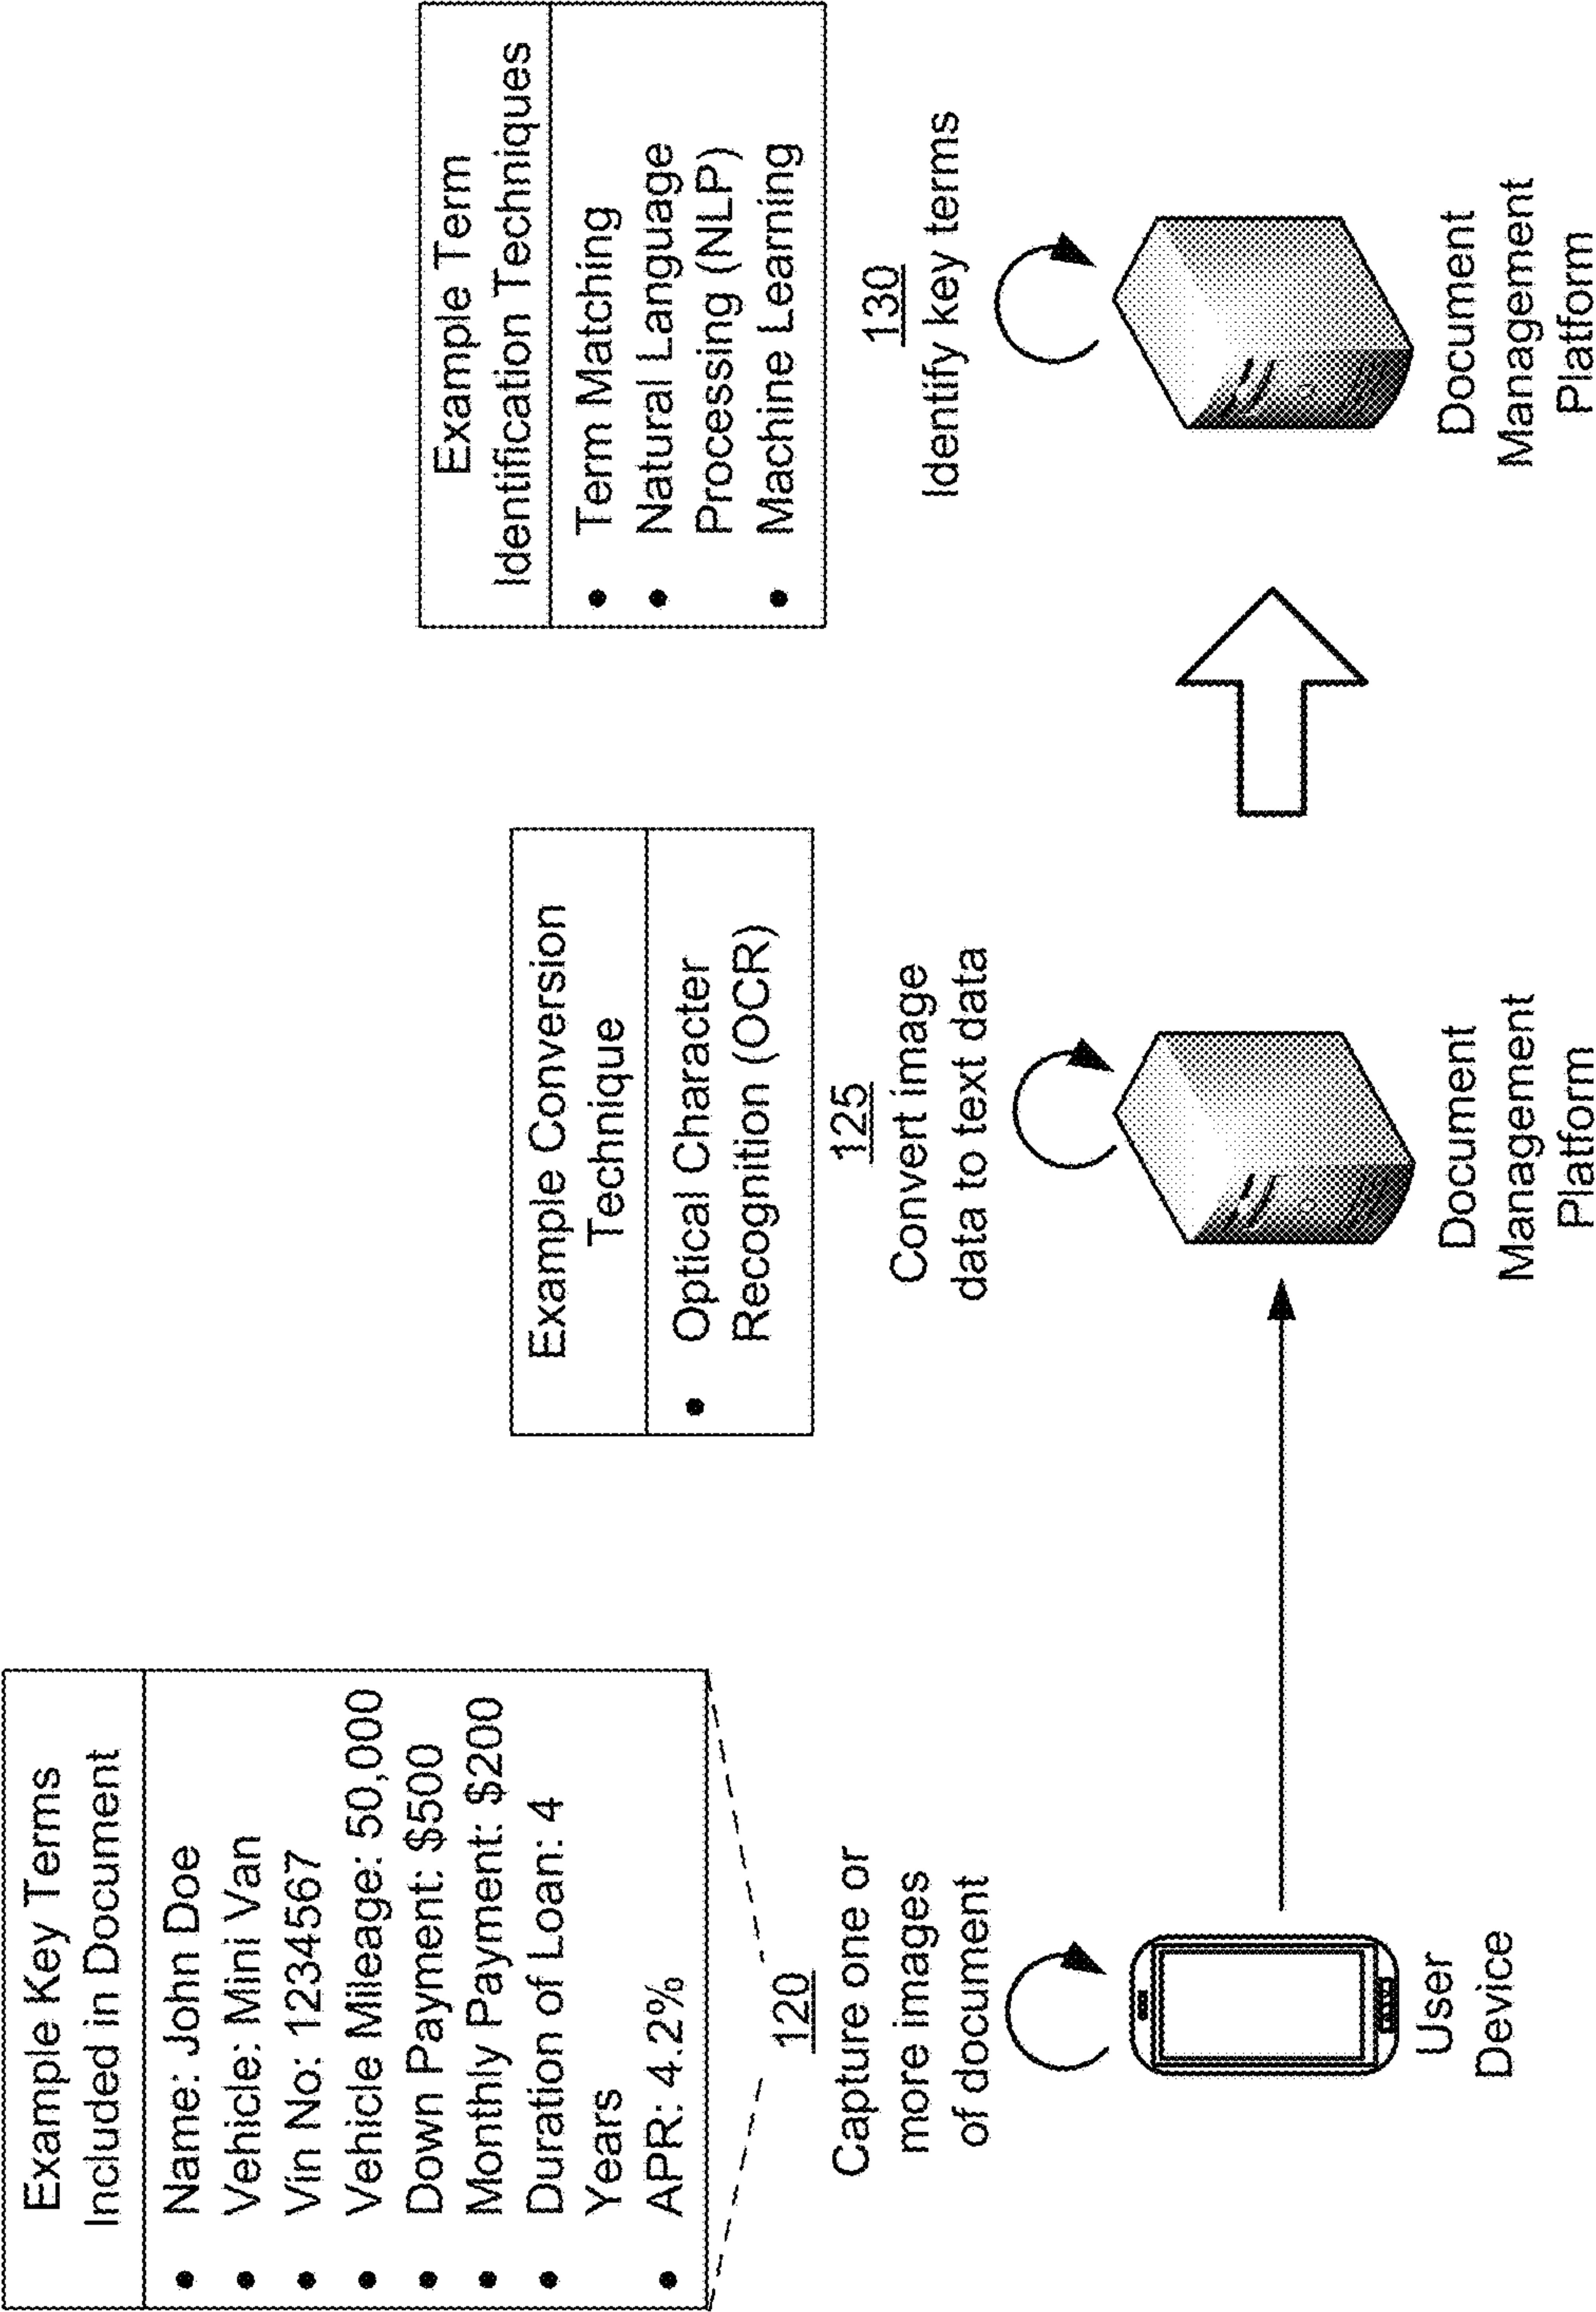 Example Key Terms
Included in Document
• Name: John Doe
• Vehicle: Mini Van
• Vin No: 1234567
• Vehicle Mileage: 50,000
• Down Payment: $500
• Monthly Payment: $200
• Duration of Loan: 4
Years
• APR: 4.2%
120
Capture one or
more images
of document
User
Device
Example Conversion
Technique
• Optical Character
Recognition (OCR)
125
Convert image
data to text data
Document
Management
Platform
Example Term
Identification Techniques
• Term Matching
• Natural Language
Processing (NLP)
• Machine Learning
130
Identify key terms
Document
Management
Platform